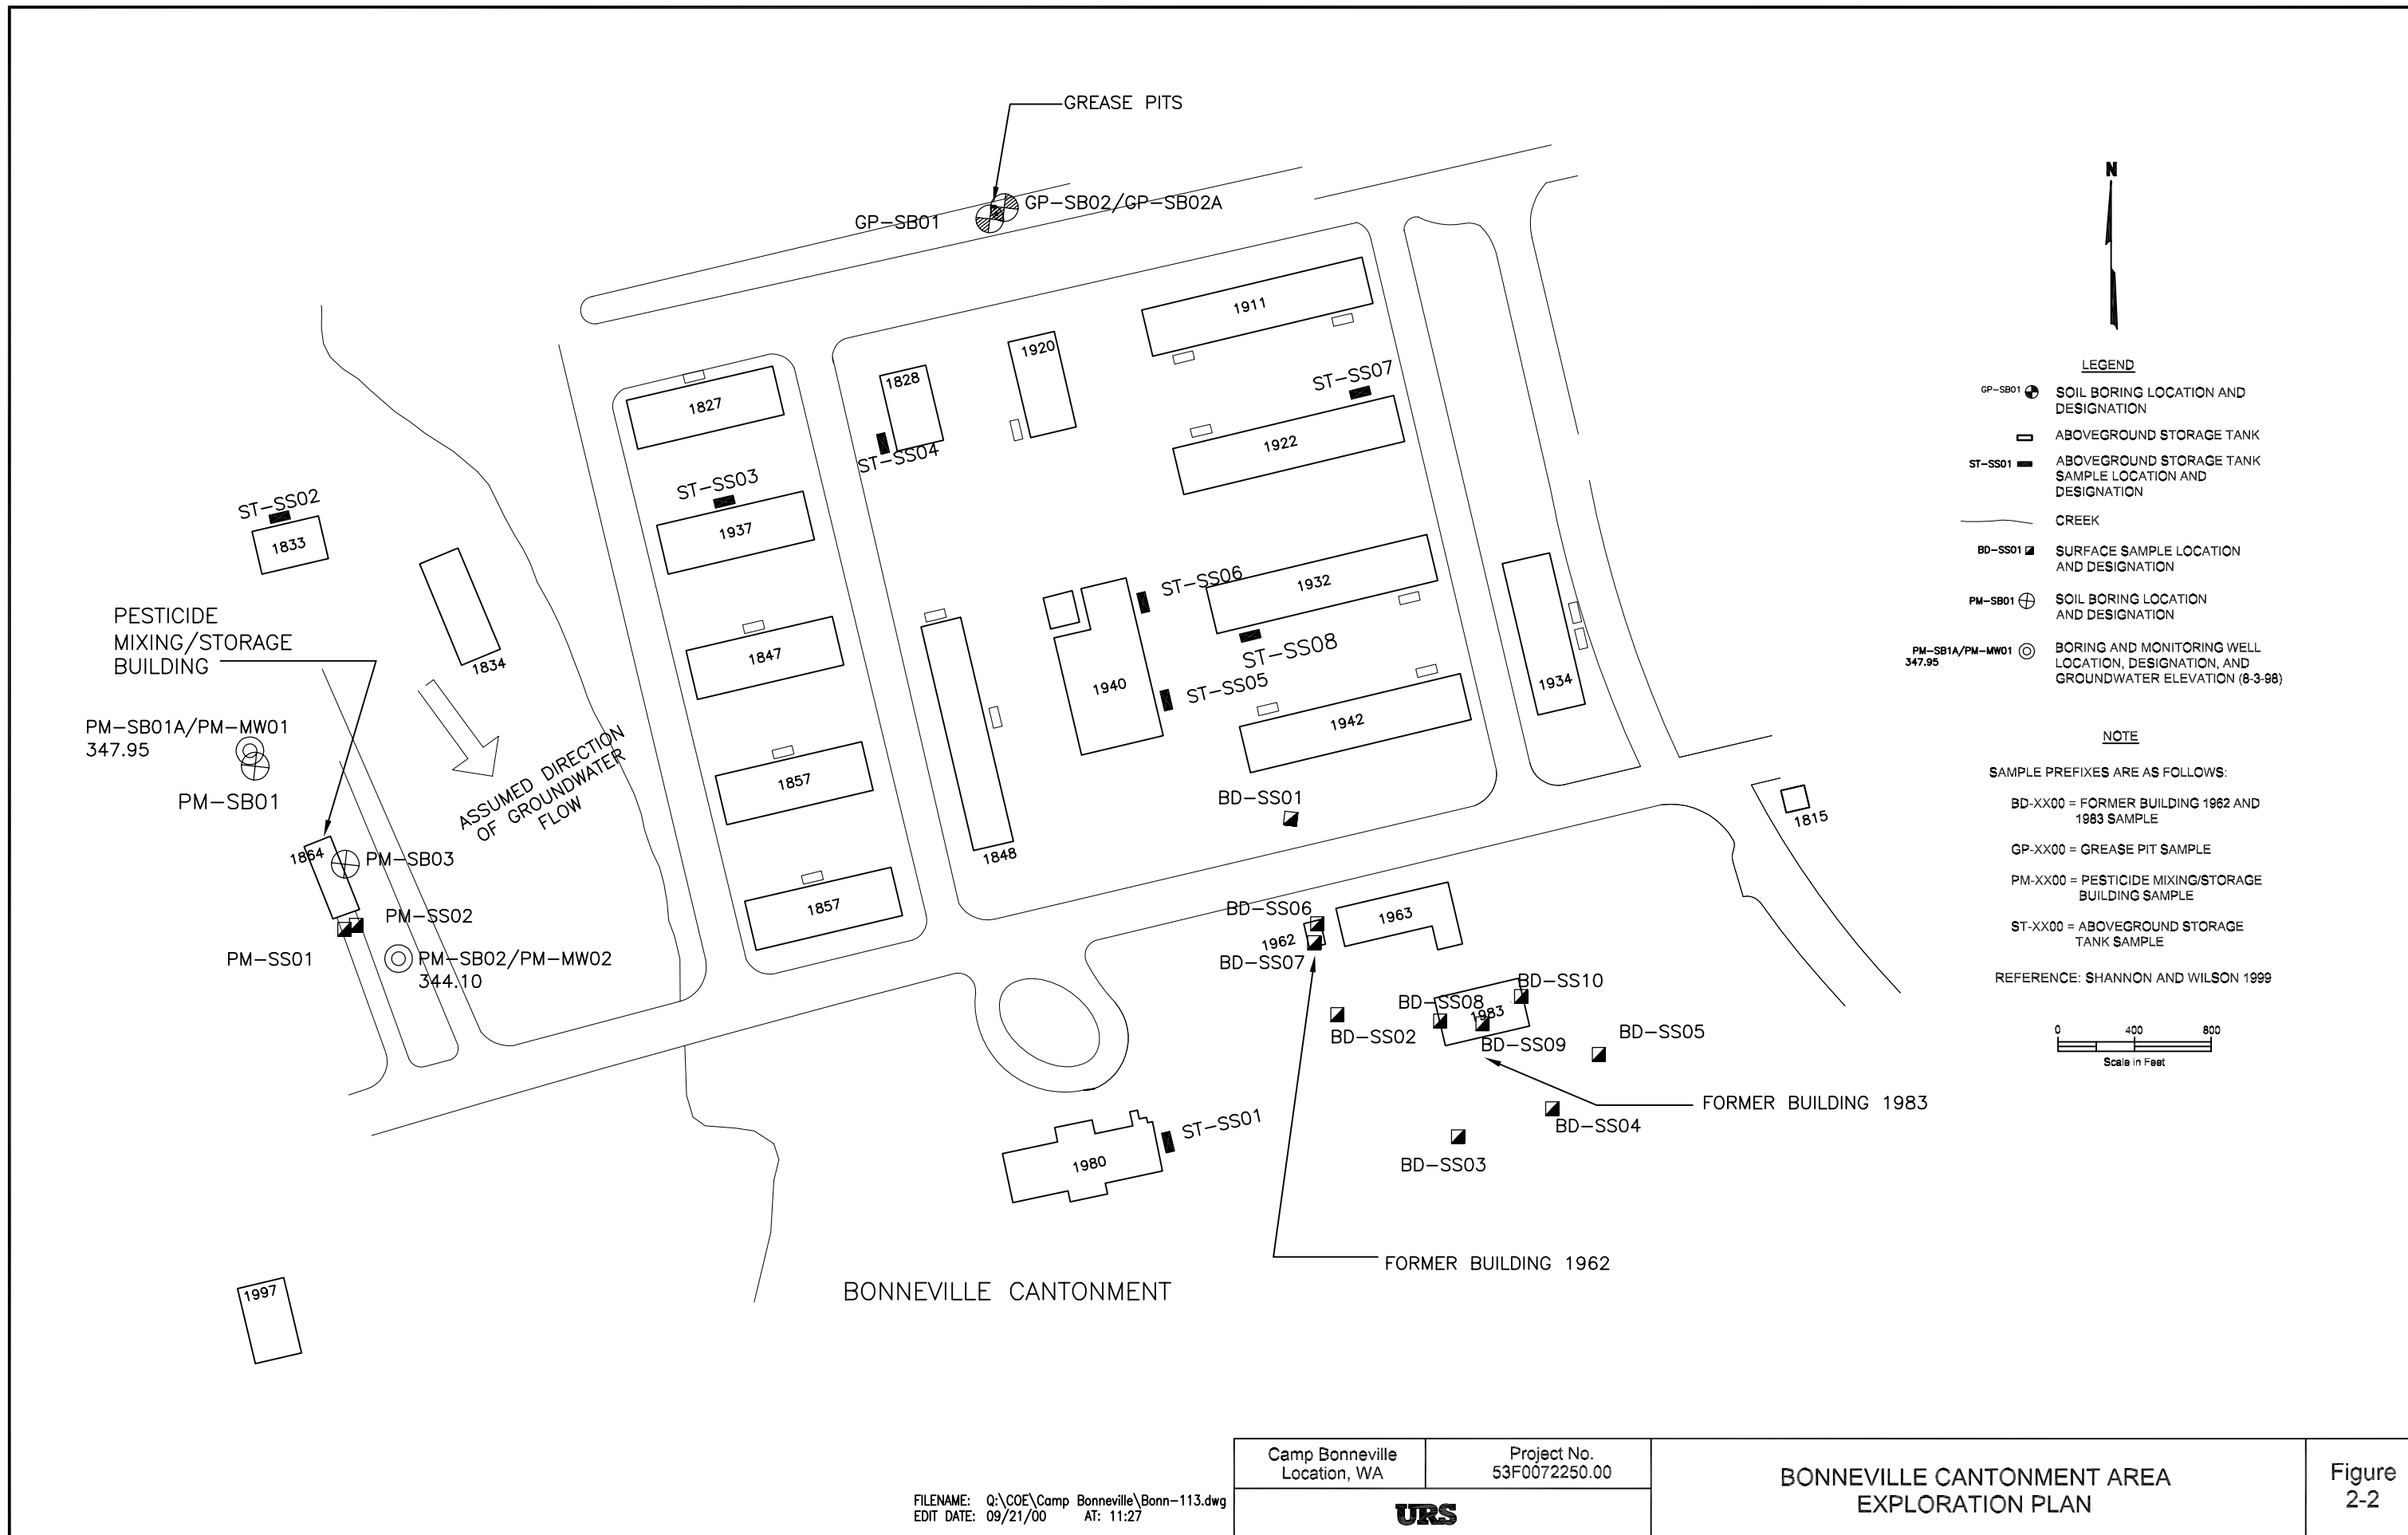 GREASE PITS
GP-SB01
GP-SB02/GP-SB02A
N
1911
1920
1828
1827
ST-SS07
ST-SS04
1922
ST-SS03
ST-SS02
1937
1833
ST-SS06
1932
PESTICIDE
MIXING/STORAGE
BUILDING
1834
1847
ST-SS08
1940
ST-SS05
1934
1942
PM-SB01A/PM-MW01
347.95
PM-SB01
ASSUMED DIRECTION
OF GROUNDWATER
FLOW
1857
BD-SS01
1815
1864
PM-SB03
1848
1857
PM-SS02
PM-SS01
PM-SB02/PM-MW02
344.10
BD-SS06
1963
1962
BD-SS07
BD-SS10
BD-SS08
1983
BD-SS02
BD-SS09
BD-SS05
FORMER BUILDING 1983
BD-SS04
BD-SS03
ST-SS01
1980
FORMER BUILDING 1962
BONNEVILLE CANTONMENT
1997
LEGEND
GP-SB01 SOIL BORING LOCATION AND
DESIGNATION
ABOVEGROUND STORAGE TANK
ST-SS01 ABOVEGROUND STORAGE TANK
SAMPLE LOCATION AND
DESIGNATION
CREEK
BD-SS01 SURFACE SAMPLE LOCATION
AND DESIGNATION
PM-SB01 SOIL BORING LOCATION
AND DESIGNATION
PM-SB1A/PM-MW01 BORING AND MONITORING WELL
347.95 LOCATION, DESIGNATION, AND
GROUNDWATER ELEVATION (8-3-98)
NOTE
SAMPLE PREFIXES ARE AS FOLLOWS:
BD-XX00 = FORMER BUILDING 1962 AND
1983 SAMPLE
GP-XX00 = GREASE PIT SAMPLE
PM-XX00 = PESTICIDE MIXING/STORAGE
BUILDING SAMPLE
ST-XX00 = ABOVEGROUND STORAGE
TANK SAMPLE
REFERENCE: SHANNON AND WILSON 1999
0 400 800
Scale in Feet
FILENAME: Q:\COE\Camp Bonneville\Bonn-113.dwg
EDIT DATE: 09/21/00 AT: 11:27
Camp Bonneville
Location, WA
Project No.
53F0072250.00
URS
BONNEVILLE CANTONMENT AREA
EXPLORATION PLAN
Figure
2-2